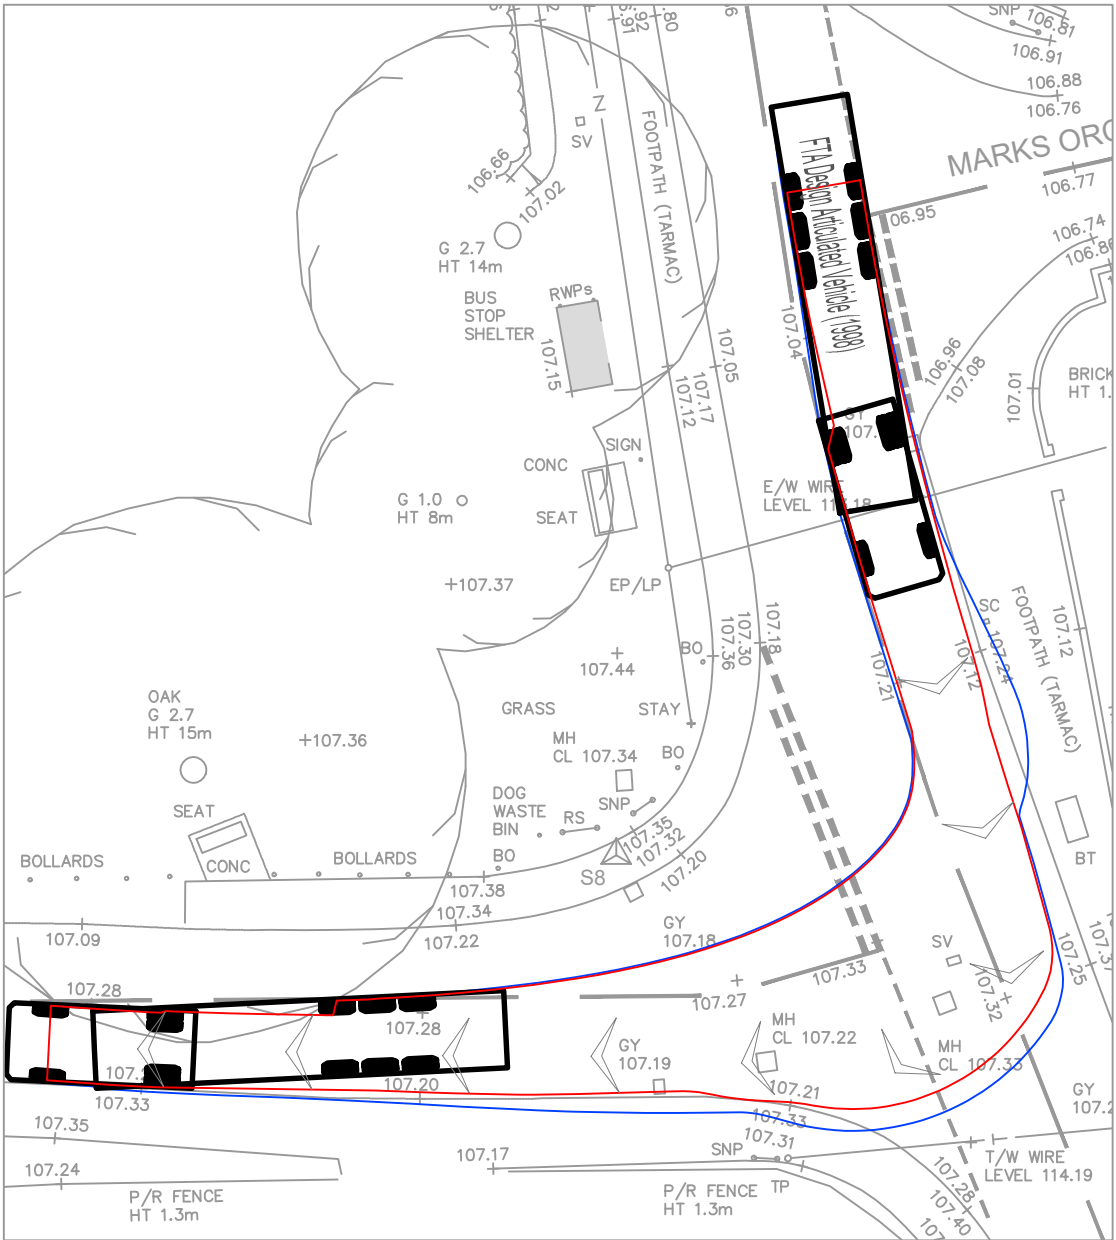 SNP
106.81
106.91
106.88
106.76
MARKS
106.77
106.66
107.02
Z
SV
FOOTPATH (TARMAC)
FTA Design Articulated Vehicle (1998)
06.95
106.74
G 2.7
HT 14m
BUS
STOP
SHELTER
RWPs
107.15
107.04
107.05
107.17
107.12
106.96
107.08
107.01
BRICK
HT 1.
SIGN
CONC
SEAT
G 1.0
HT 8m
GY
E/W WIRE
+107.37
EP/LP
107.18
107.30
107.36
BO
SC
107.24
107.12
107.21
FOOTPATH (TARMAC)
107.12
107.44
OAK
G 2.7
HT 15m
+107.36
GRASS
STAY
MH
CL 107.34
BO
SEAT
DOG
WASTE
BIN
RS
SNP
107.35
107.32
107.20
BOLLARDS
CONC
BOLLARDS
BO
S8
BT
107.38
107.34
107.22
107.09
GY
107.18
SV
107.25
107.3
107.33
107.28
107.27
107.32
107.28
MH
CL 107.22
GY
107.19
MH
CL 107.33
107.33
107.20
107.21
107.33
107.31
GY
107.2
107.35
107.24
107.17
SNP
TP
P/R FENCE
HT 1.3m
P/R FENCE
HT 1.3m
T/W WIRE
LEVEL 114.19
107.28
107.40
107